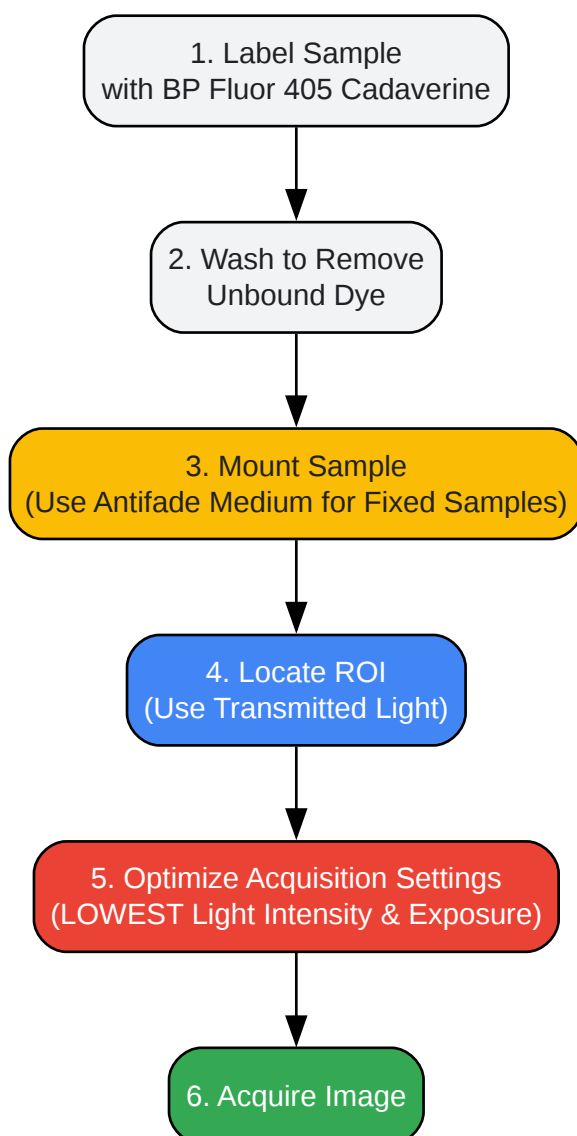 1. Label Sample
with BP Fluor 405 Cadaverine
2. Wash to Remove
Unbound Dye
3. Mount Sample
(Use Antifade Medium for Fixed Samples)
4. Locate ROI
(Use Transmitted Light)
5. Optimize Acquisition Settings
(LOWEST Light Intensity & Exposure)
6. Acquire Image